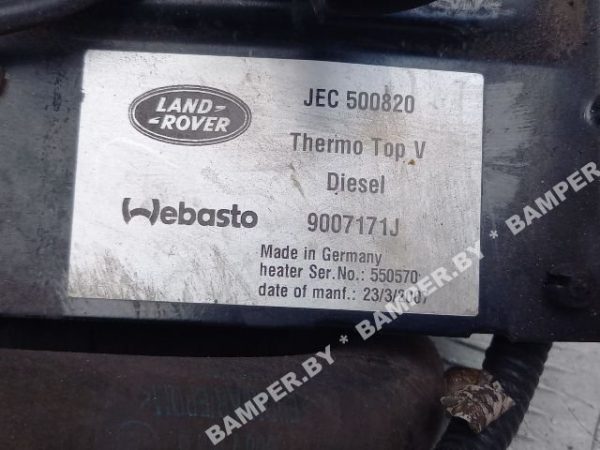 LAND-
-ROVER
JEC 500820
Thermo Top V
Diesel
Webasto
9007171J
Made in Germany
heater Ser.No.: 550570
date of manf.: 23/3/2007
BAMPER.BY * BAMPER.BY * BAMPER.BY